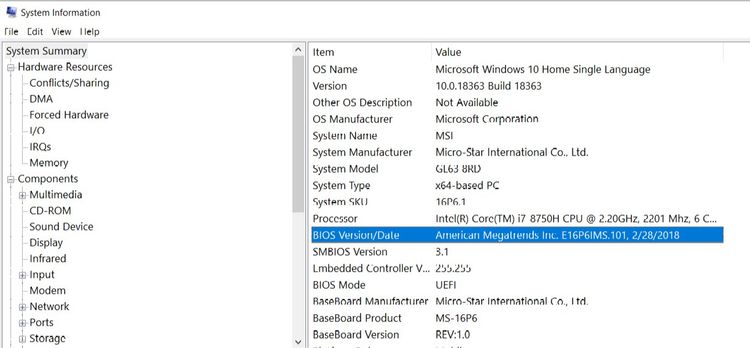 System Information
File Edit View Help
System Summary
Hardware Resources
Conflicts/Sharing
DMA
Forced Hardware
I/O
IRQs
Memory
Components
Multimedia
CD-ROM
Sound Device
Display
Infrared
Input
Modem
Network
Ports
Storage
Item Value
OS Name Microsoft Windows 10 Home Single Language
Version 10.0.18363 Build 18363
Other OS Description Not Available
OS Manufacturer Microsoft Corporation
System Name MSI
System Manufacturer Micro-Star International Co., Ltd.
System Model GL63 8RD
System Type x64-based PC
System SKU 16P6.1
Processor Intel(R) Core(TM) i7 8750H CPU @ 2.20GHz, 2201 Mhz, 6 C...
BIOS Version/Date American Megatrends Inc. E16P6IMS.101, 2/28/2018
SMBIOS Version 3.1
Embedded Controller V... 255.255
BIOS Mode UEFI
BaseBoard Manufacturer Micro-Star International Co., Ltd.
BaseBoard Product MS-16P6
BaseBoard Version REV:1.0